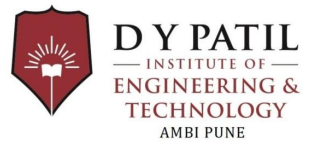 D Y PATIL
INSTITUTE OF
ENGINEERING &
TECHNOLOGY
AMBI PUNE